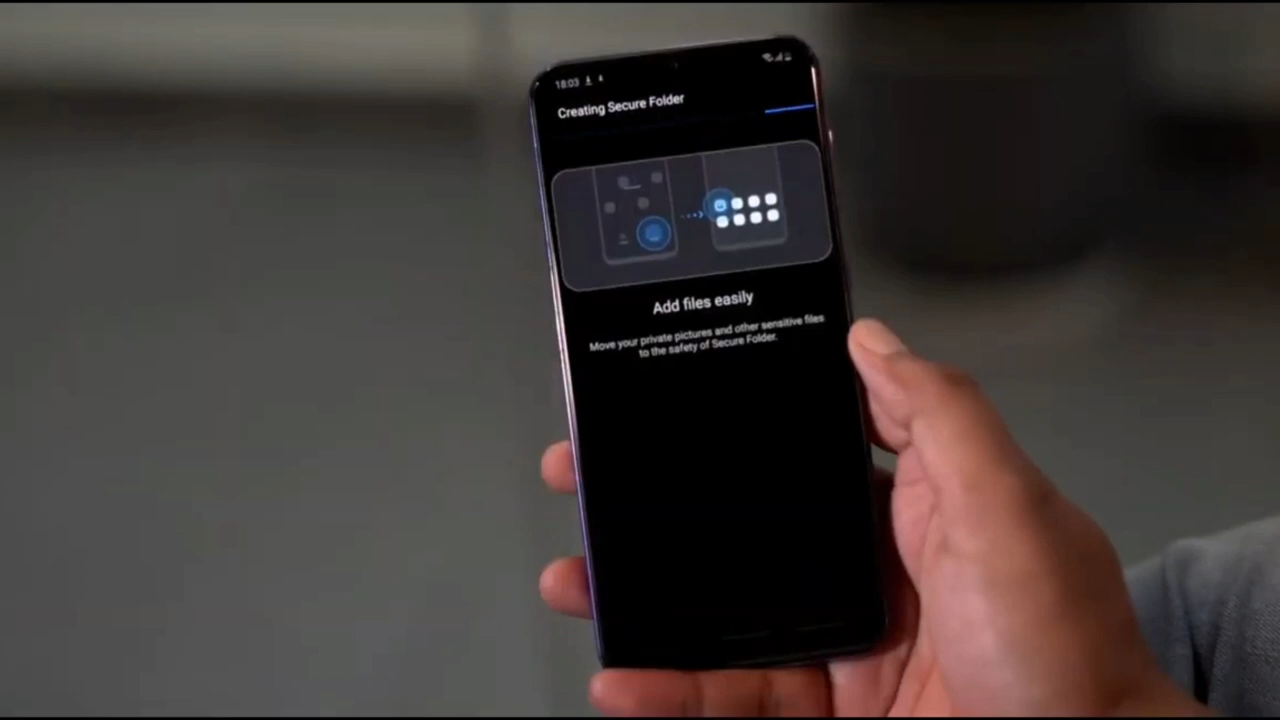 18:03
Creating Secure Folder
Add files easily
Move your private pictures and other sensitive files
to the safety of Secure Folder.